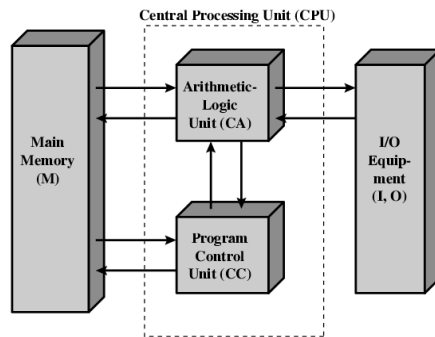 Central Processing Unit (CPU)
Main
Memory
(M)
Arithmetic-
Logic
Unit (CA)
Program
Control
Unit (CC)
I/O
Equip-
ment
(I, O)